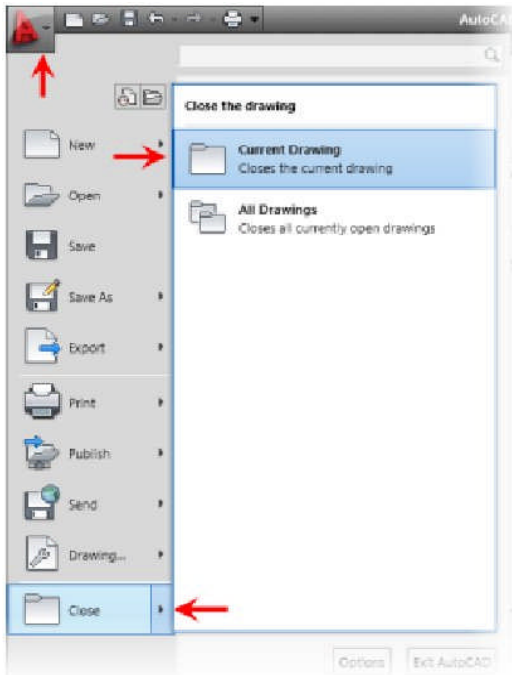 AutoCA
Close the drawing
New
Current Drawing
Closes the current drawing
Open
All Drawings
Closes all currently open drawings
Save
Save As
Export
Print
Publish
Send
Drawing...
Close
Options
Exit AutoCAD